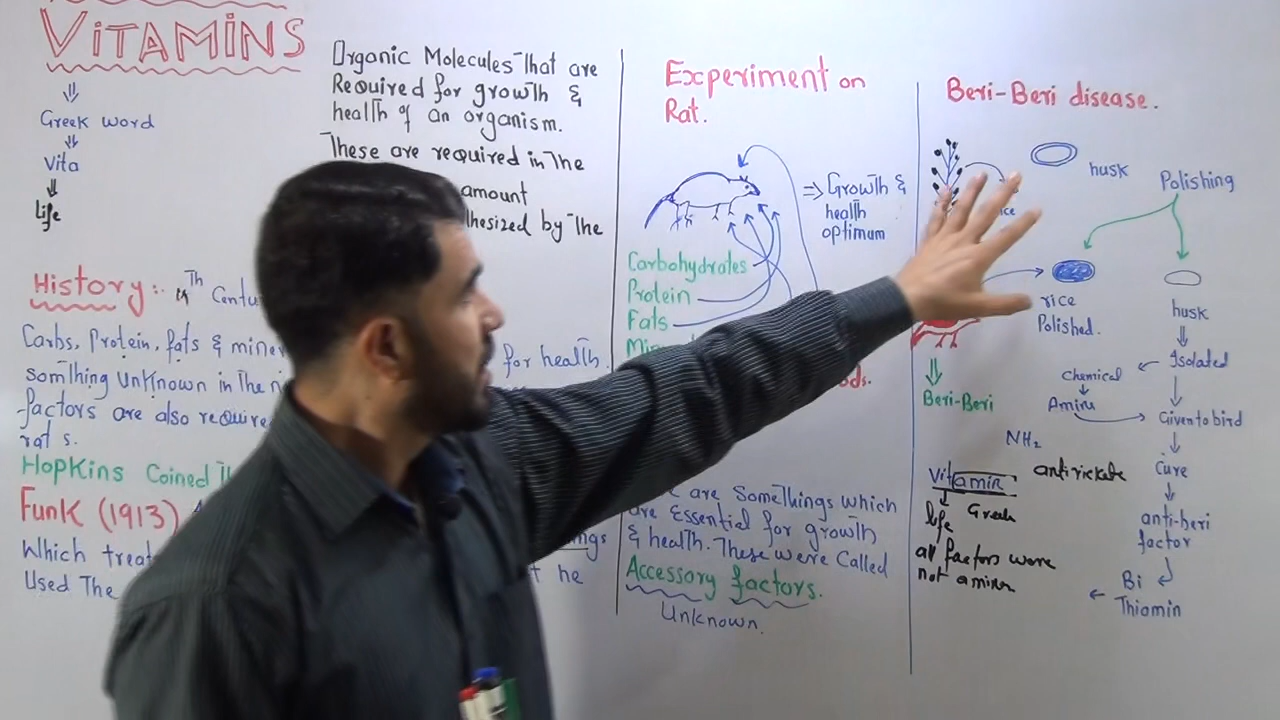 VITAMINS
Greek word
Vita
life
Organic Molecules That are
Required for growth &
health of an organism.
These are required in The
amount
by The
History:-
Th Centu
Carbs, Protein, fats & mine
for health.
somthing unknown in The
factors are also require
rats.
Hopkins Coined
Funk (1913)
Which treat
Used The
he
Experiment on
Rat.
Growth &
health
optimum
Carbohydrates
Protein
Fats
are Somethings which
are Essential for growth
& health. These were Called
Accessory factors.
Unknown.
Beri-Beri disease.
husk
Polishing
rice
Polished.
husk
Beri-Beri
Chemical
Isolated
Amine
Given to bird
NH2
Vitamin
antirickate
Cure
life
Greek
anti-beri
factor
all factors were
not amine
B1
Thiamin